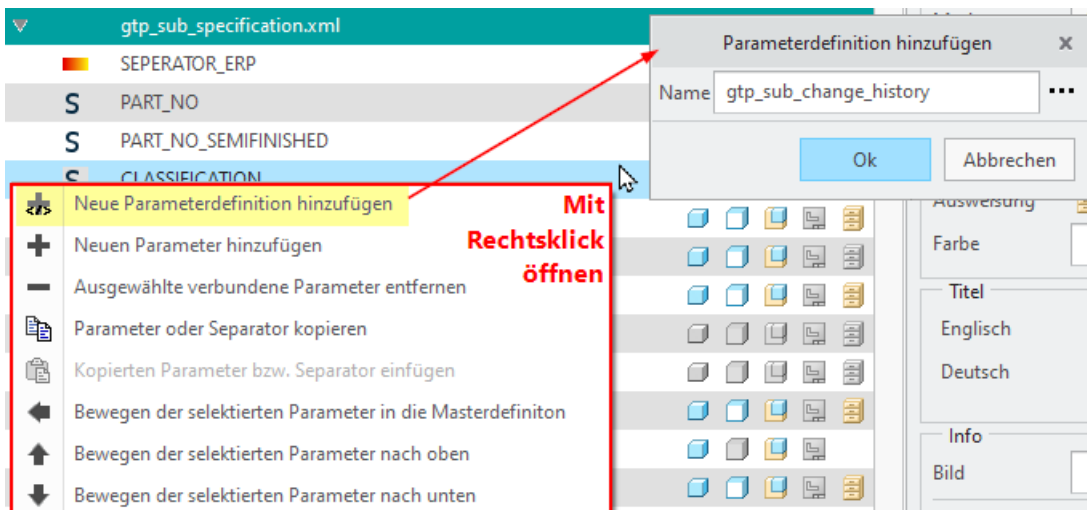 gtp_sub_specification.xml
SEPERATOR_ERP
PART_NO
PART_NO_SEMIFINISHED
CLASSIFICATION
Parameterdefinition hinzufügen
Name gtp_sub_change_history
Ok Abbrechen
Neue Parameterdefinition hinzufügen
Neuen Parameter hinzufügen
Ausgewählte verbundene Parameter entfernen
Parameter oder Separator kopieren
Kopierten Parameter bzw. Separator einfügen
Bewegen der selektierten Parameter in die Masterdefiniton
Bewegen der selektierten Parameter nach oben
Bewegen der selektierten Parameter nach unten
Mit
Rechtsklick
öffnen
Ausweisung
Farbe
Titel
Englisch
Deutsch
Info
Bild